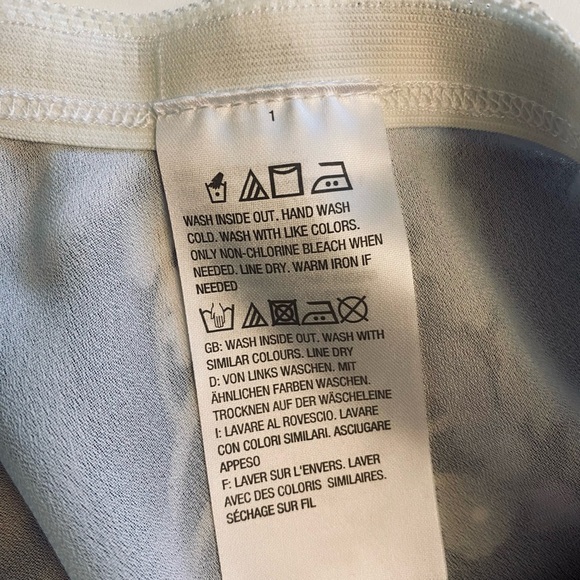 1
WASH INSIDE OUT. HAND WASH
COLD. WASH WITH LIKE COLORS.
ONLY NON-CHLORINE BLEACH WHEN
NEEDED. LINE DRY. WARM IRON IF
NEEDED
GB: WASH INSIDE OUT. WASH WITH
SIMILAR COLOURS. LINE DRY
D: VON LINKS WASCHEN. MIT
ÄHNLICHEN FARBEN WASCHEN.
TROCKNEN AUF DER WÄSCHELEINE
I: LAVARE AL ROVESCIO. LAVARE
CON COLORI SIMILARI. ASCIUGARE
APPESO
F: LAVER SUR L'ENVERS. LAVER
AVEC DES COLORIS SIMILAIRES.
SÉCHAGE SUR FIL